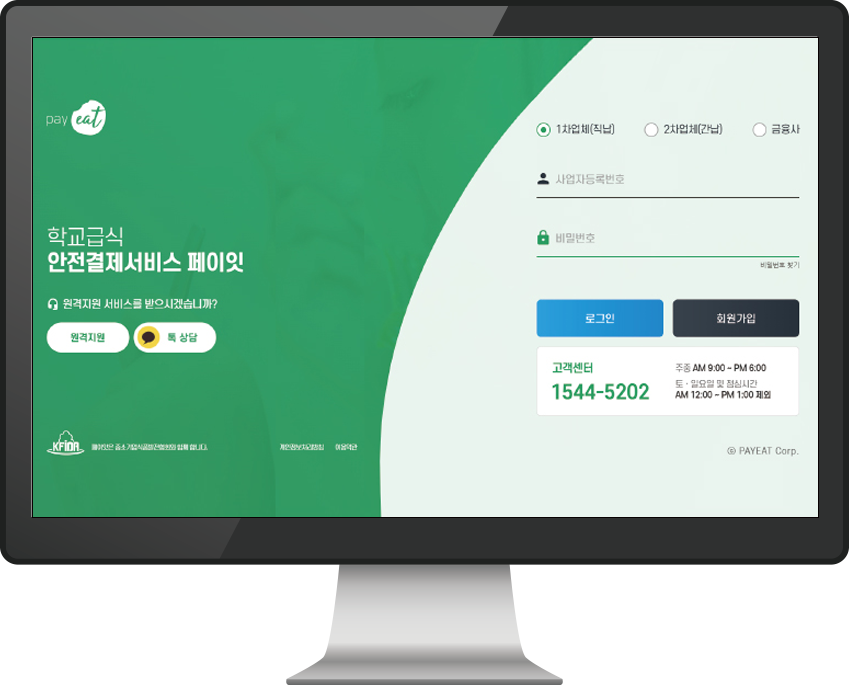 pay eat
학교급식
안전결제서비스 페이잇
원격지원 서비스를 받으시겠습니까?
원격지원
톡 상담
KFIDA
개인정보처리방침 이용약관
1차업체(직납) 2차업체(간납) 금융사
사업자등록번호
비밀번호
비밀번호 찾기
로그인 회원가입
고객센터
1544-5202
주중 AM 9:00 ~ PM 6:00
토·일요일 및 점심시간
AM 12:00 ~ PM 1:00 제외
ⓒ PAYEAT Corp.